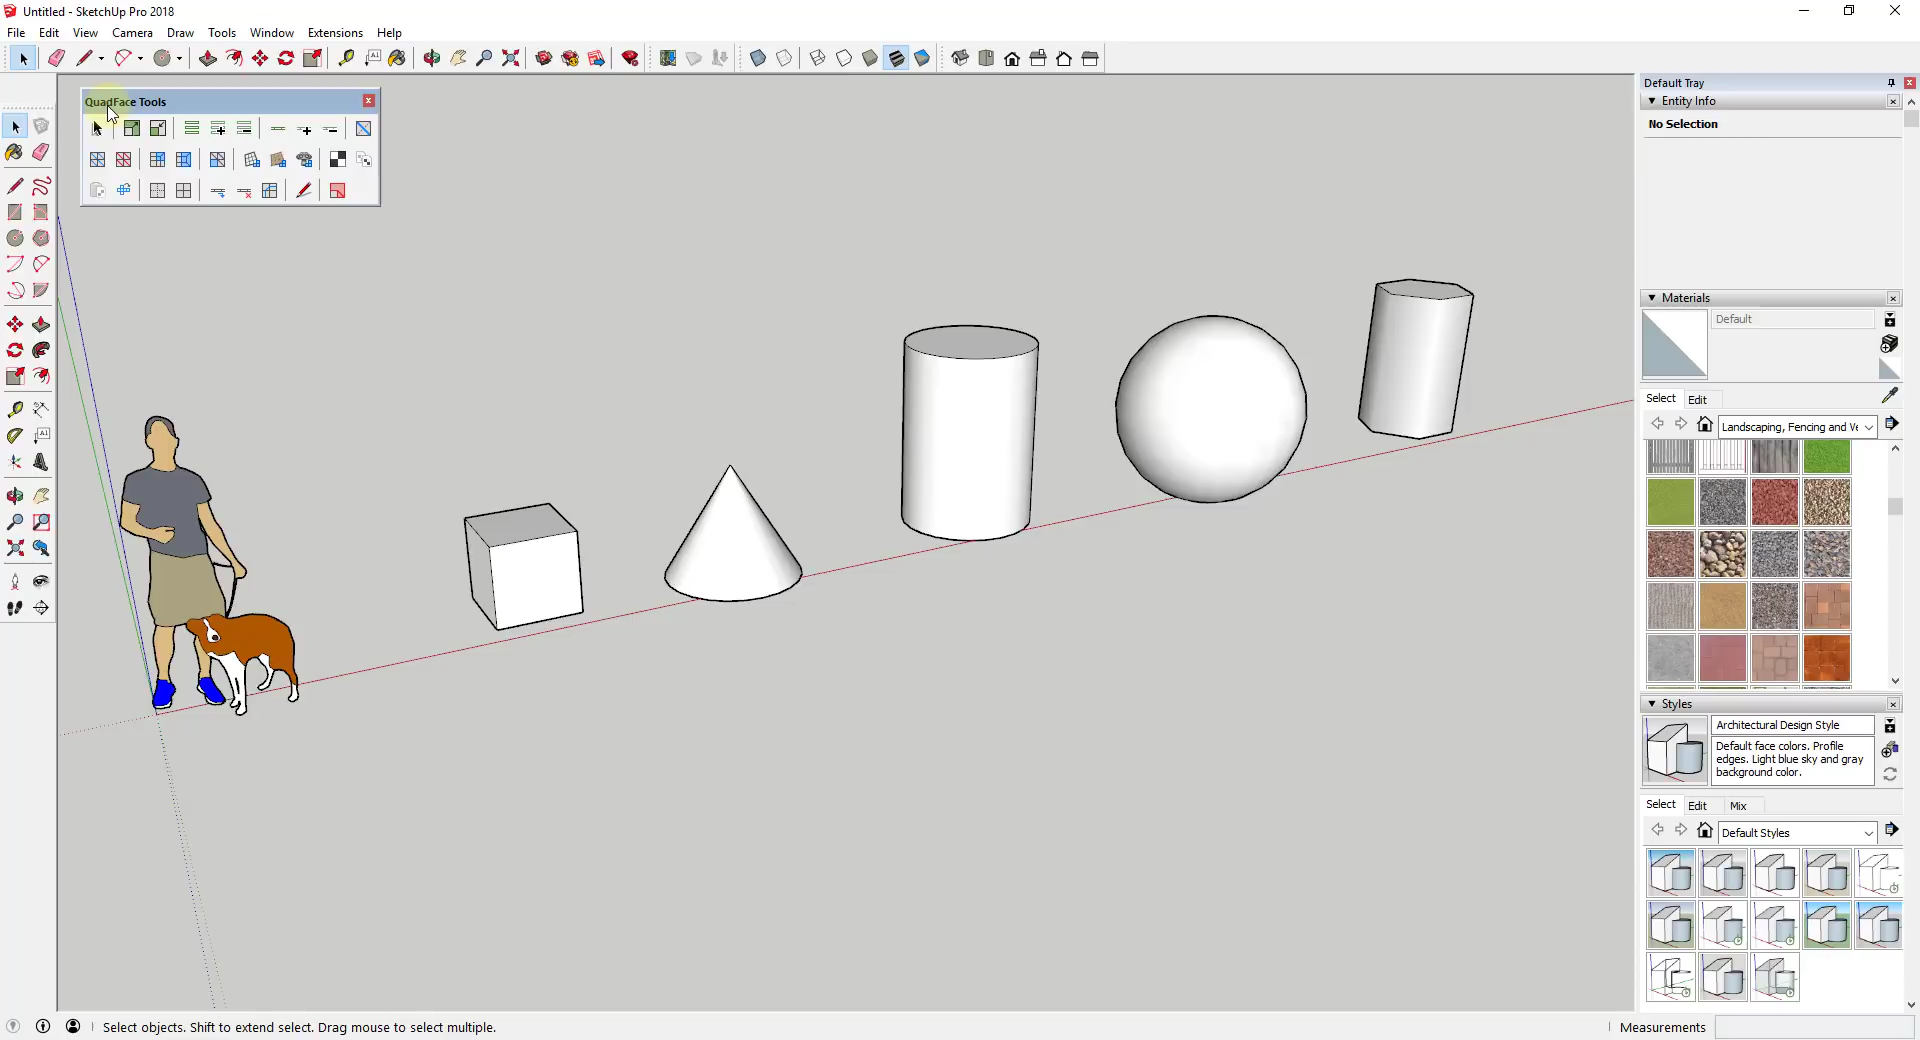 Untitled - SketchUp Pro 2018
File Edit View Camera Draw Tools Window Extensions Help
QuadFace Tools
Default Tray
Entity Info
No Selection
Materials
Default
Select Edit
Landscaping, Fencing and Ve
Styles
Architectural Design Style
Default face colors. Profile
edges. Light blue sky and gray
background color.
Select Edit Mix
Default Styles
Select objects. Shift to extend select. Drag mouse to select multiple.
Measurements